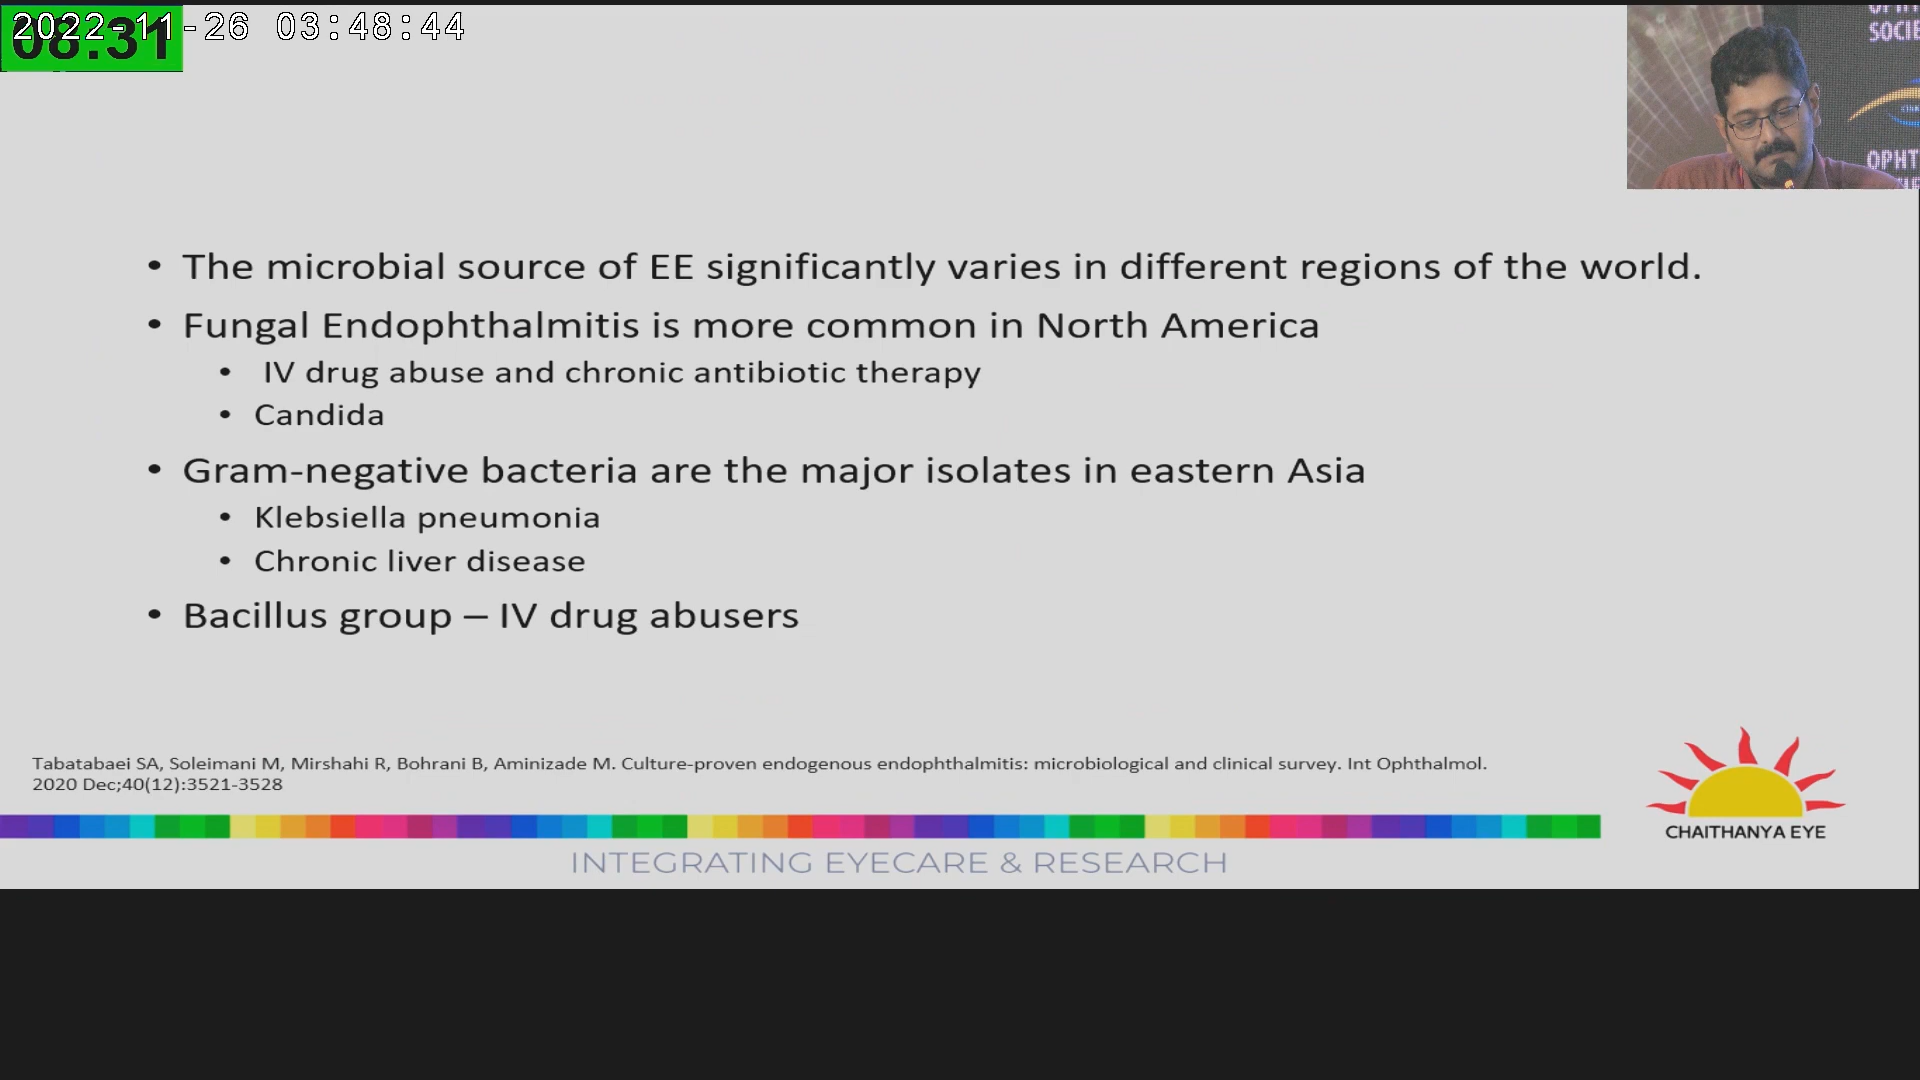 2022-11-26 03:48:44
08:31
SOCIE
OPHT
• The microbial source of EE significantly varies in different regions of the world.
• Fungal Endophthalmitis is more common in North America
• IV drug abuse and chronic antibiotic therapy
• Candida
• Gram-negative bacteria are the major isolates in eastern Asia
• Klebsiella pneumonia
• Chronic liver disease
• Bacillus group – IV drug abusers
Tabatabaei SA, Soleimani M, Mirshahi R, Bohrani B, Aminizade M. Culture-proven endogenous endophthalmitis: microbiological and clinical survey. Int Ophthalmol.
2020 Dec;40(12):3521-3528
CHAITHANYA EYE
INTEGRATING EYECARE & RESEARCH